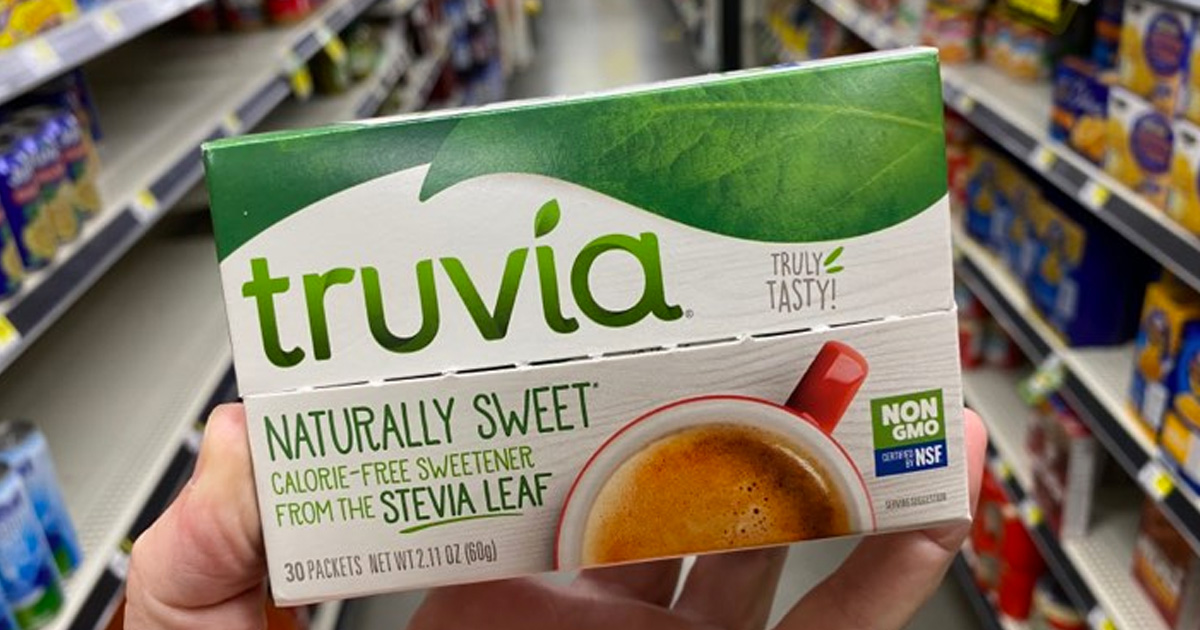 truvia®
TRULY
TASTY!
NATURALLY SWEET*
CALORIE-FREE SWEETENER
FROM THE STEVIA LEAF
30 PACKETS NET WT 2.11 OZ (60g)
NON
GMO
CERTIFIED
BY NSF
SERVING SUGGESTION